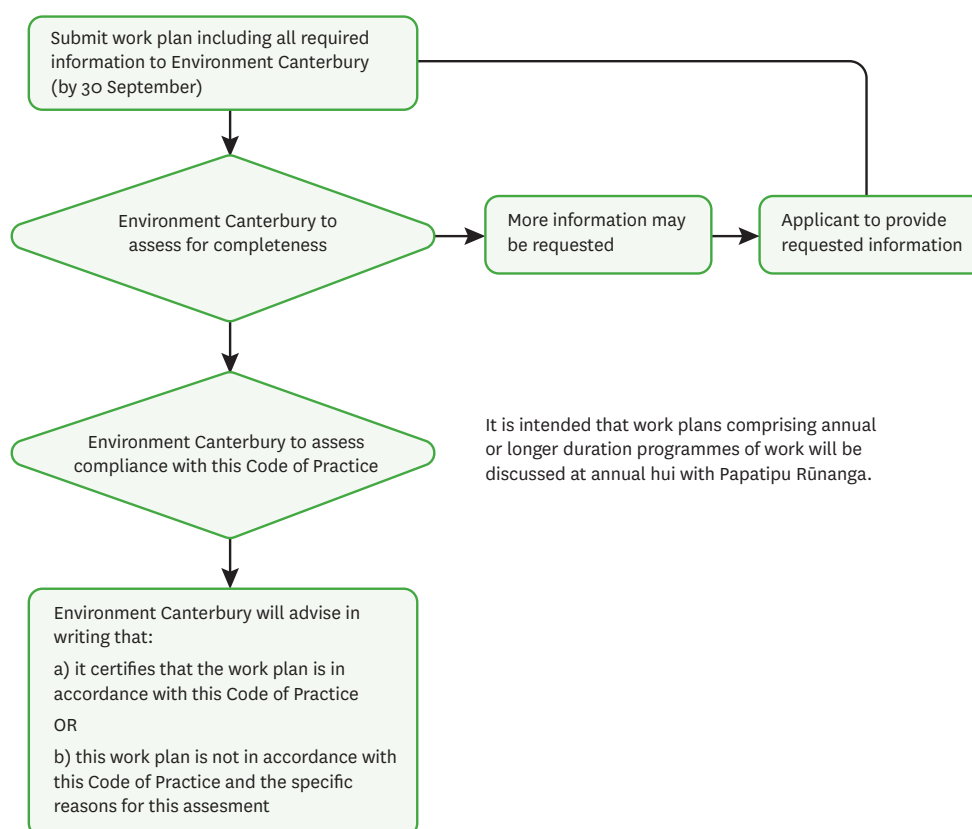 Submit work plan including all required
information to Environment Canterbury
(by 30 September)
Environment Canterbury to
assess for completeness
More information may
be requested
Applicant to provide
requested information
Environment Canterbury to assess
compliance with this Code of Practice
It is intended that work plans comprising annual
or longer duration programmes of work will be
discussed at annual hui with Papatipu Rūnanga.
Environment Canterbury will advise in
writing that:
a) it certifies that the work plan is in
accordance with this Code of Practice
OR
b) this work plan is not in accordance with
this Code of Practice and the specific
reasons for this assesment